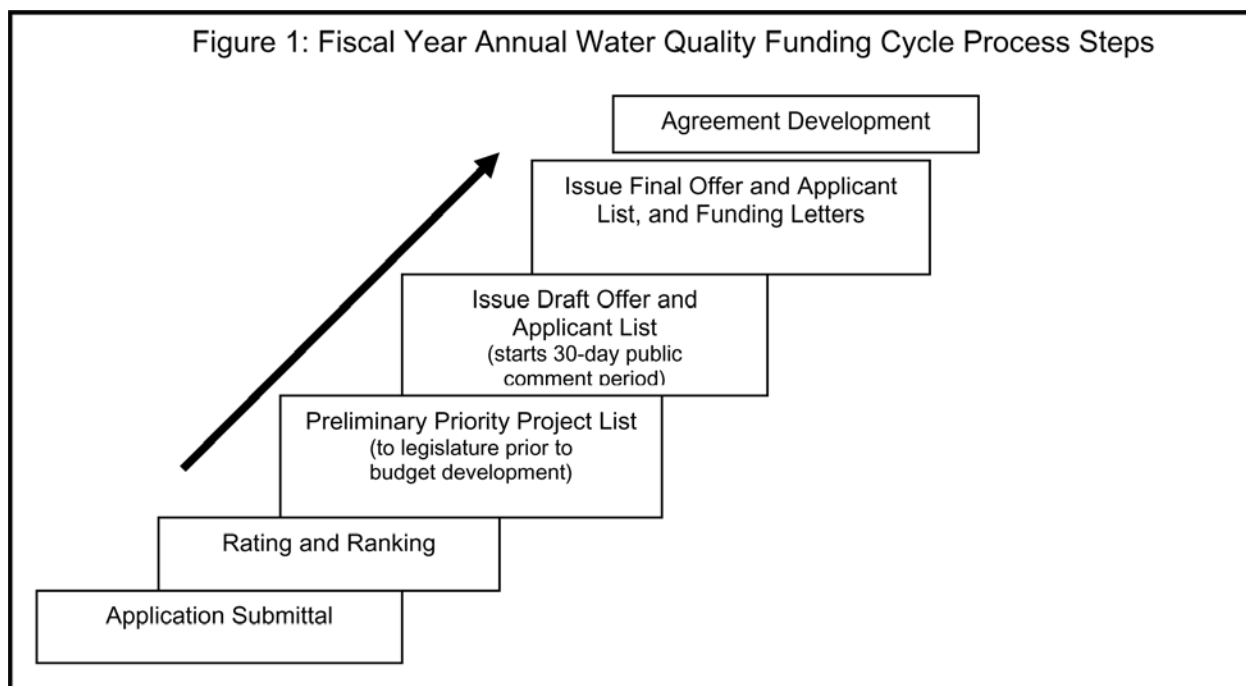 Figure 1: Fiscal Year Annual Water Quality Funding Cycle Process Steps
Agreement Development
Issue Final Offer and Applicant
List, and Funding Letters
Issue Draft Offer and
Applicant List
(starts 30-day public
comment period)
Preliminary Priority Project List
(to legislature prior to
budget development)
Rating and Ranking
Application Submittal